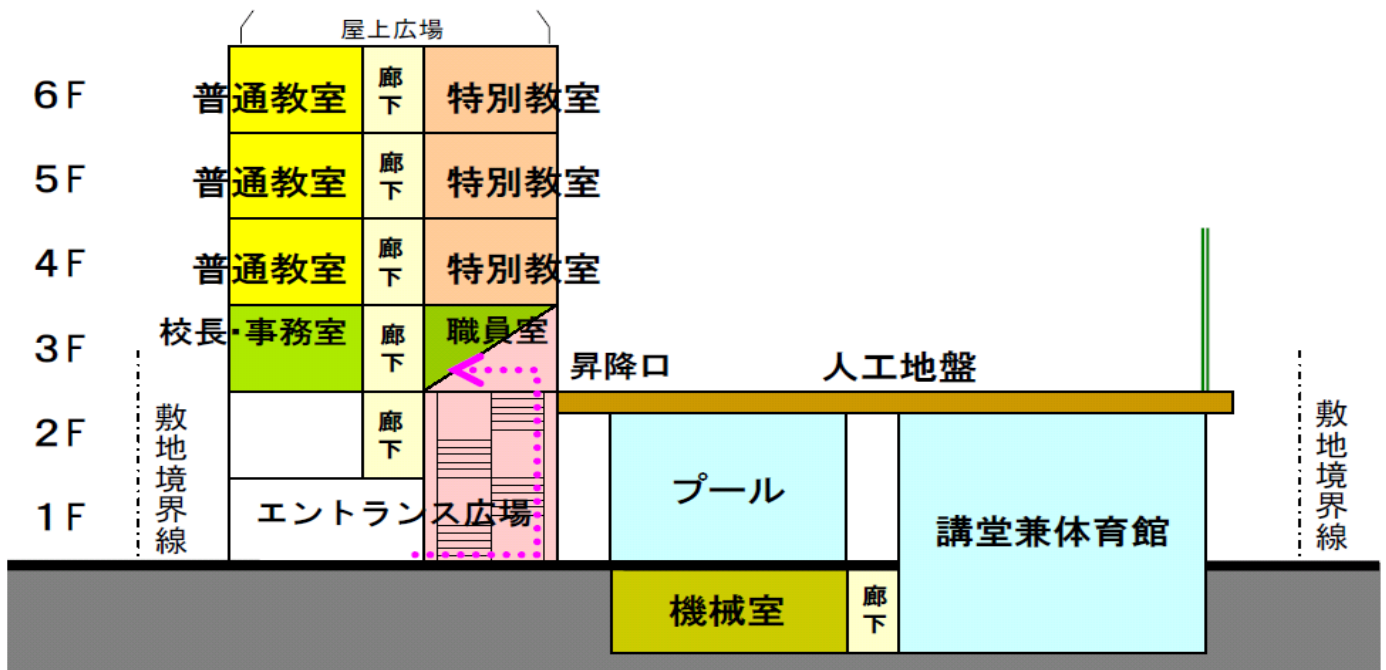 屋上広場
6F
普通教室
廊下
特別教室
5F
普通教室
廊下
特別教室
4F
普通教室
廊下
特別教室
3F
校長・事務室
廊下
職員室
昇降口
人工地盤
2F
敷地境界線
廊下
プール
敷地境界線
1F
エントランス広場
講堂兼体育館
機械室
廊下